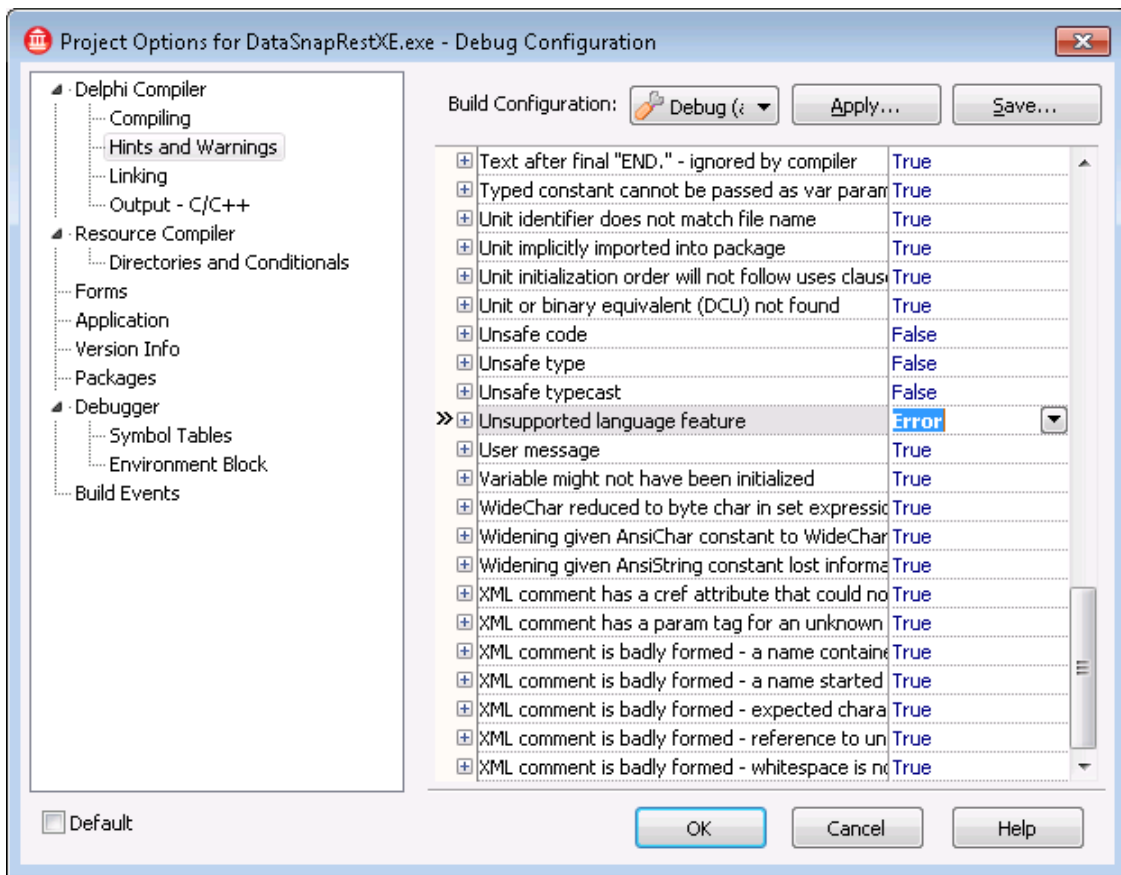 Project Options for DataSnapRestXE.exe - Debug Configuration
Delphi Compiler
Compiling
Hints and Warnings
Linking
Output - C/C++
Resource Compiler
Directories and Conditionals
Forms
Application
Version Info
Packages
Debugger
Symbol Tables
Environment Block
Build Events
Default
Build Configuration: Debug (a Apply... Save...
Text after final "END." - ignored by compiler True
Typed constant cannot be passed as var param True
Unit identifier does not match file name True
Unit implicitly imported into package True
Unit initialization order will not follow uses clause True
Unit or binary equivalent (DCU) not found True
Unsafe code False
Unsafe type False
Unsafe typecast False
Unsupported language feature Error
User message True
Variable might not have been initialized True
WideChar reduced to byte char in set expressio True
Widening given AnsiChar constant to WideChar True
Widening given AnsiString constant lost informa True
XML comment has a cref attribute that could no True
XML comment has a param tag for an unknown True
XML comment is badly formed - a name containe True
XML comment is badly formed - a name started True
XML comment is badly formed - expected chara True
XML comment is badly formed - reference to un True
XML comment is badly formed - whitespace is no True
OK Cancel Help